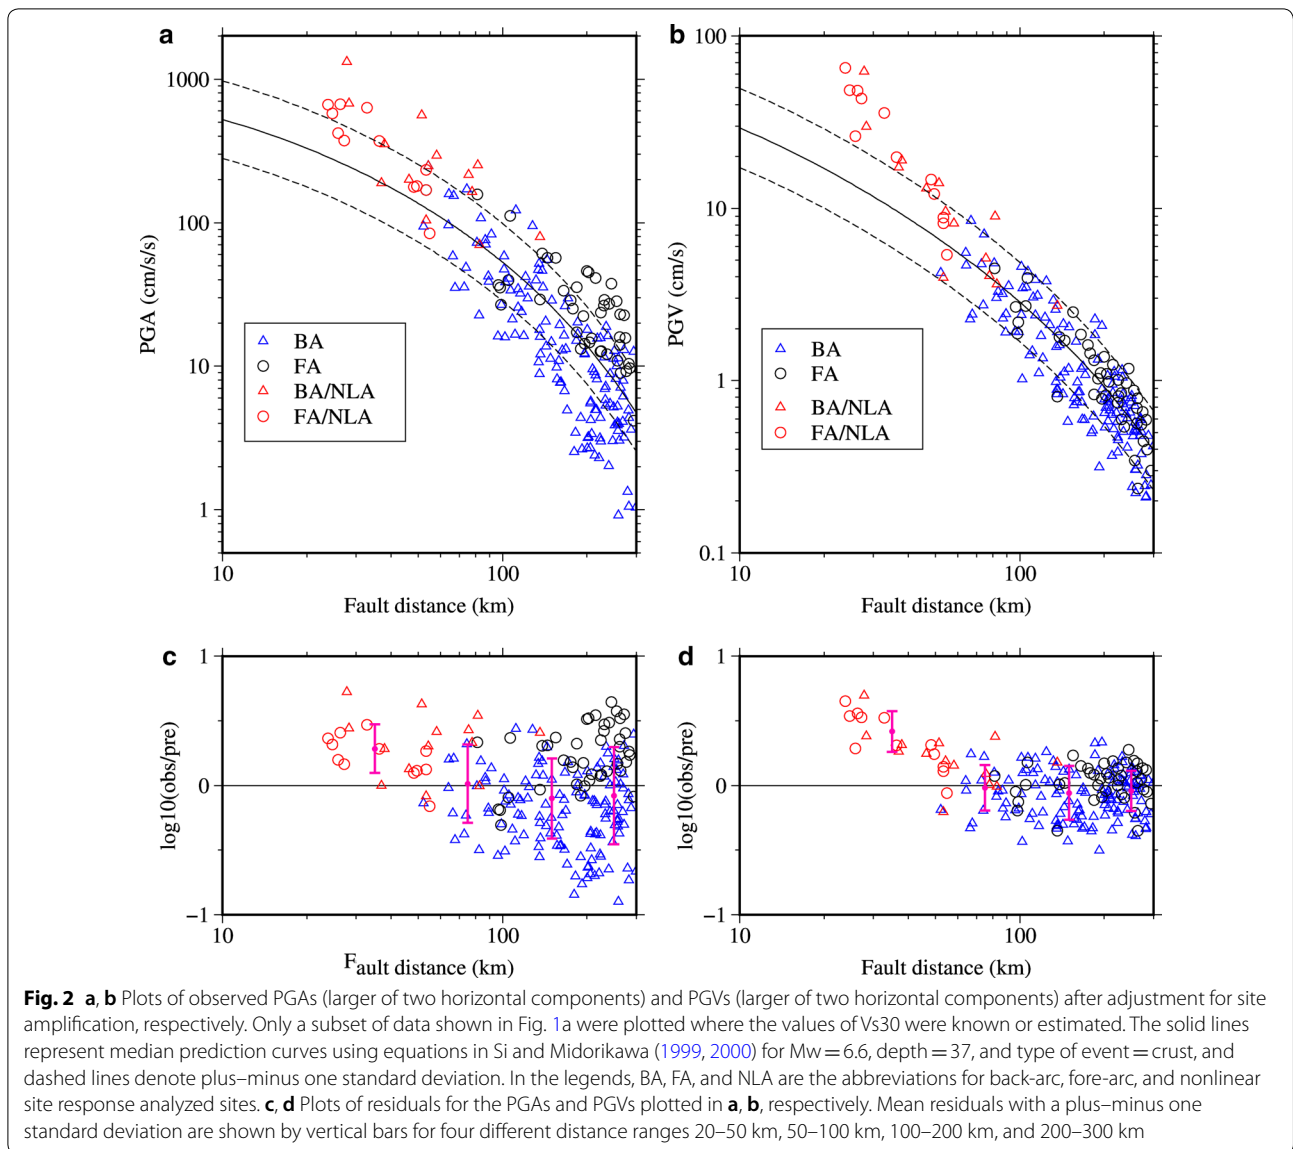 a
1000
100
10
1
PGA (cm/s/s)
BA
FA
BA/NLA
FA/NLA
10
100
Fault distance (km)
b
100
10
1
0.1
PGV (cm/s)
BA
FA
BA/NLA
FA/NLA
10
100
Fault distance (km)
c
1
0
−1
log10(obs/pre)
10
100
Fault distance (km)
d
1
0
−1
log10(obs/pre)
10
100
Fault distance (km)
Fig. 2 a, b Plots of observed PGAs (larger of two horizontal components) and PGVs (larger of two horizontal components) after adjustment for site
amplification, respectively. Only a subset of data shown in Fig. 1a were plotted where the values of Vs30 were known or estimated. The solid lines
represent median prediction curves using equations in Si and Midorikawa (1999, 2000) for Mw = 6.6, depth = 37, and type of event = crust, and
dashed lines denote plus–minus one standard deviation. In the legends, BA, FA, and NLA are the abbreviations for back-arc, fore-arc, and nonlinear
site response analyzed sites. c, d Plots of residuals for the PGAs and PGVs plotted in a, b, respectively. Mean residuals with a plus–minus one
standard deviation are shown by vertical bars for four different distance ranges 20–50 km, 50–100 km, 100–200 km, and 200–300 km